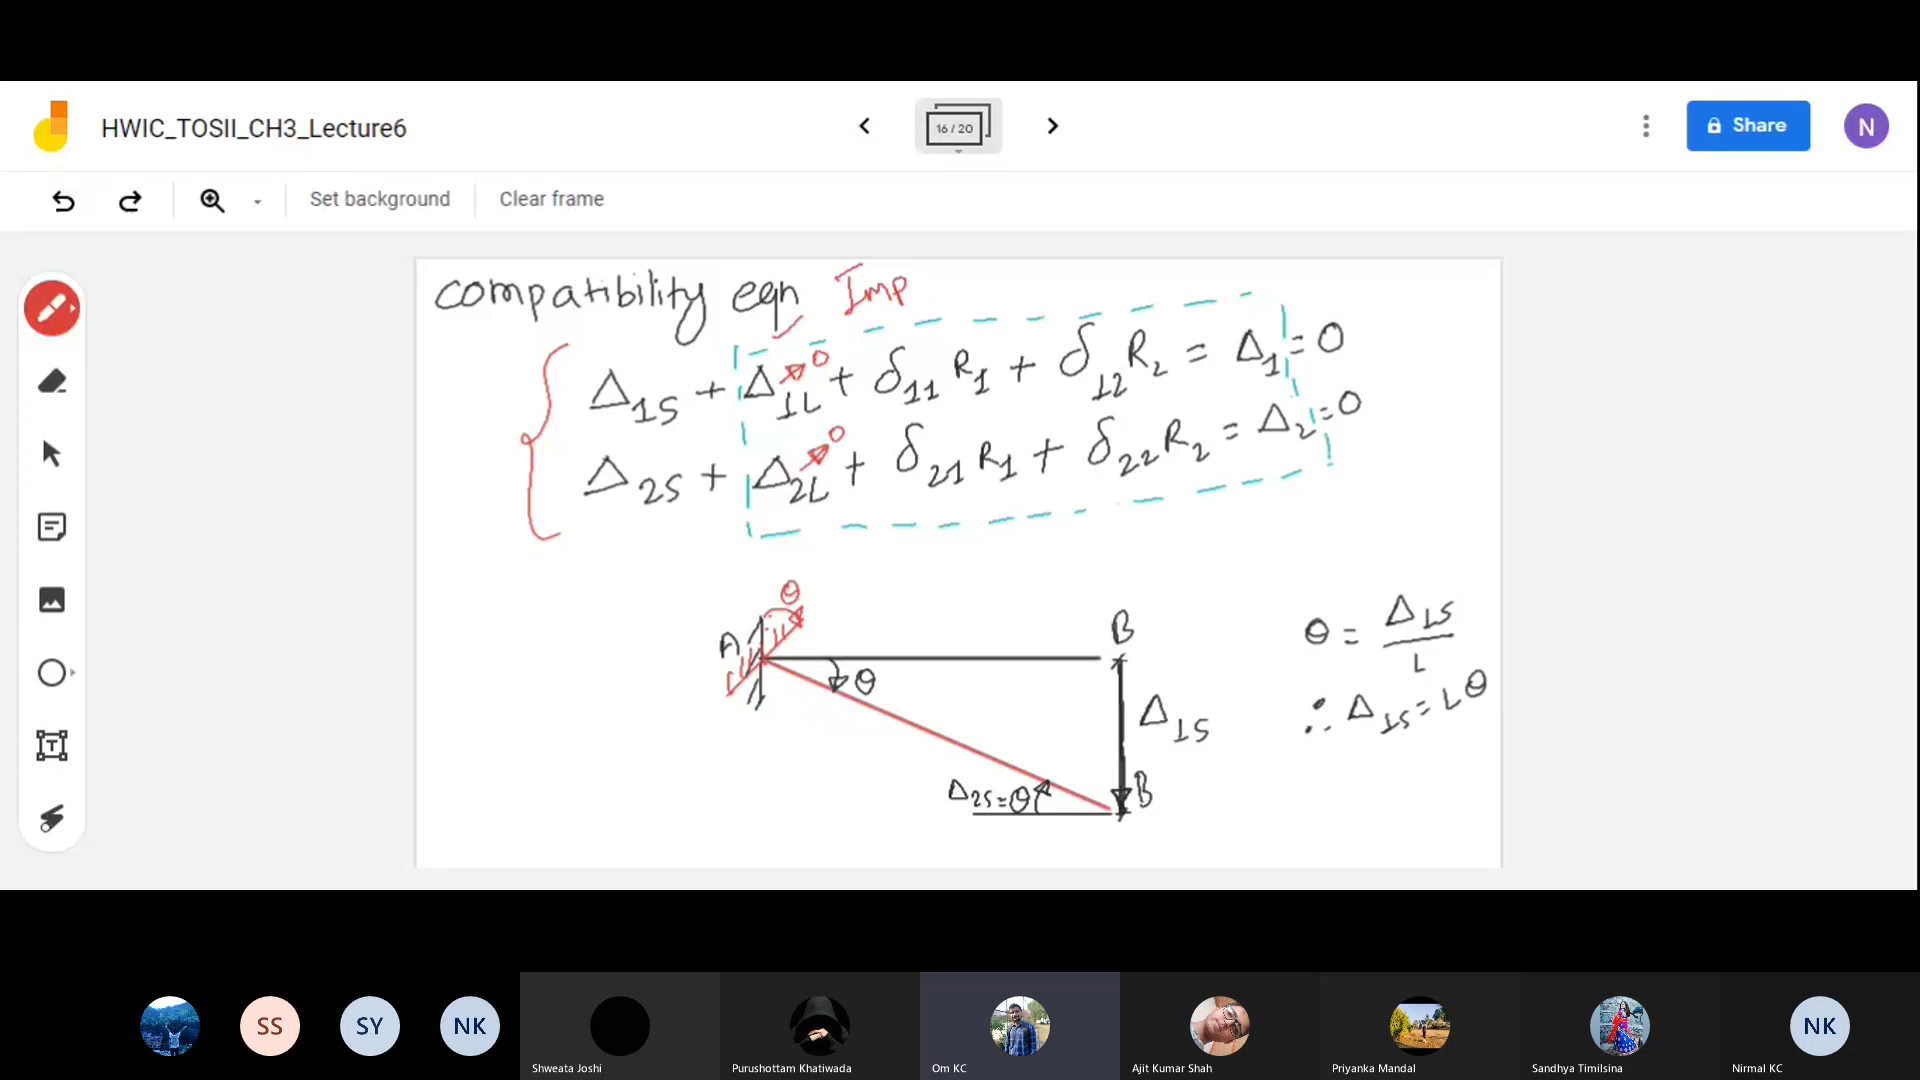 HWIC_TOSII_CH3_Lecture6
16 / 20
Share
N
Set background
Clear frame
compatibility eqn Imp
Δ1S + Δ1L→0 + δ11 R1 + δ12 R2 = Δ1 = 0
Δ2S + Δ2L→0 + δ21 R1 + δ22 R2 = Δ2 = 0
θ
A
B
θ
Δ1S
Δ2S=θ
B
θ = Δ1S / L
∴ Δ1S = Lθ
SS
SY
NK
NK
Shweata Joshi
Purushottam Khatiwada
Om KC
Ajit Kumar Shah
Priyanka Mandal
Sandhya Timilsina
Nirmal KC